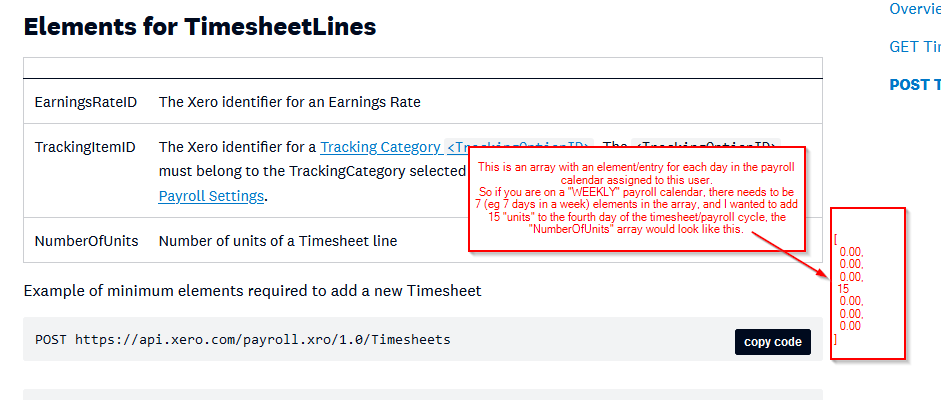 Elements for TimesheetLines
Overvie
GET Ti
POST T
EarningsRateID The Xero identifier for an Earnings Rate
TrackingItemID The Xero identifier for a Tracking Category <TrackingOptionID>. The <TrackingOptionID>
must belong to the TrackingCategory selected
Payroll Settings.
This is an array with an element/entry for each day in the payroll
calendar assigned to this user.
So if you are on a "WEEKLY" payroll calendar, there needs to be
7 (eg 7 days in a week) elements in the array, and I wanted to add
15 "units" to the fourth day of the timesheet/payroll cycle, the
"NumberOfUnits" array would look like this.
NumberOfUnits Number of units of a Timesheet line
[
0.00,
0.00,
0.00,
15
0.00,
0.00,
0.00
]
Example of minimum elements required to add a new Timesheet
POST https://api.xero.com/payroll.xro/1.0/Timesheets
copy code